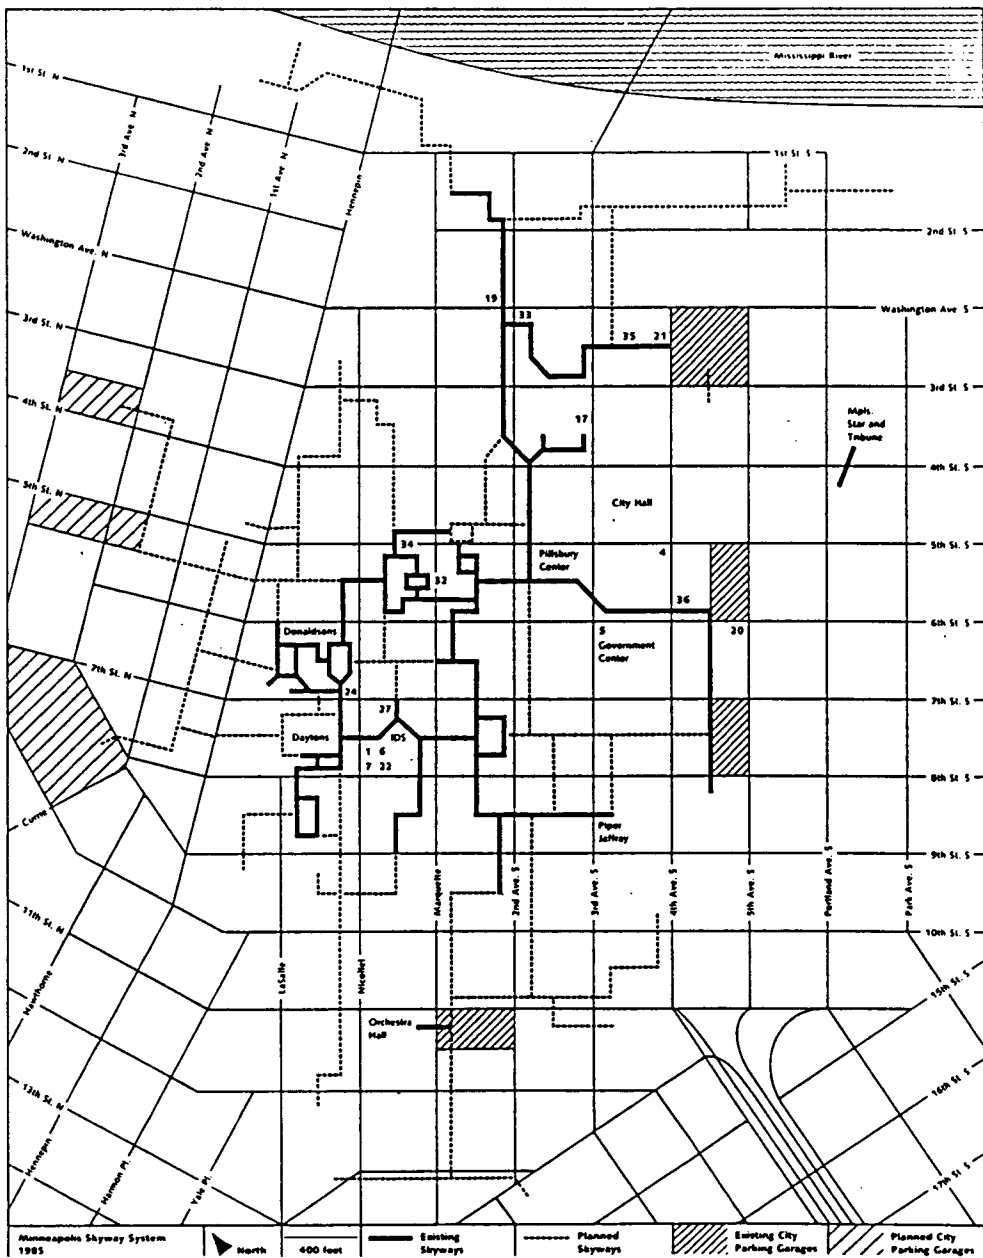 Mississippi River
1st St. N
3rd Ave. N
2nd Ave. N
1st Ave. N
Hennepin
2nd St. N
1st St. S
Washington Ave. N
2nd St. S
3rd St. N
19
33
35
21
Washington Ave. S
4th St. N
3rd St. S
17
Mpls.
Star and
Tribune
5th St. N
4th St. S
City Hall
34
32
Pillsbury
Center
4
5th St. S
36
Donaldsons
5
Government
Center
20
6th St. S
7th St. N
24
27
7th St. S
Daytons
IDS
1 6
7 22
8th St. S
Currie
Piper
Jaffray
9th St. S
Marquette
2nd Ave. S
3rd Ave. S
4th Ave. S
5th Ave. S
Portland Ave. S
Park Ave. S
11th St. N
10th St. S
LaSalle
Nicollet
Hawthorne
15th St. S
Orchestra
Hall
13th St. N
16th St. S
Hennepin
Harmon Pl.
Yale Pl.
17th St. S
Minneapolis Skyway System
1985
North
400 feet
Existing
Skyways
Planned
Skyways
Existing City
Parking Garages
Planned City
Parking Garages